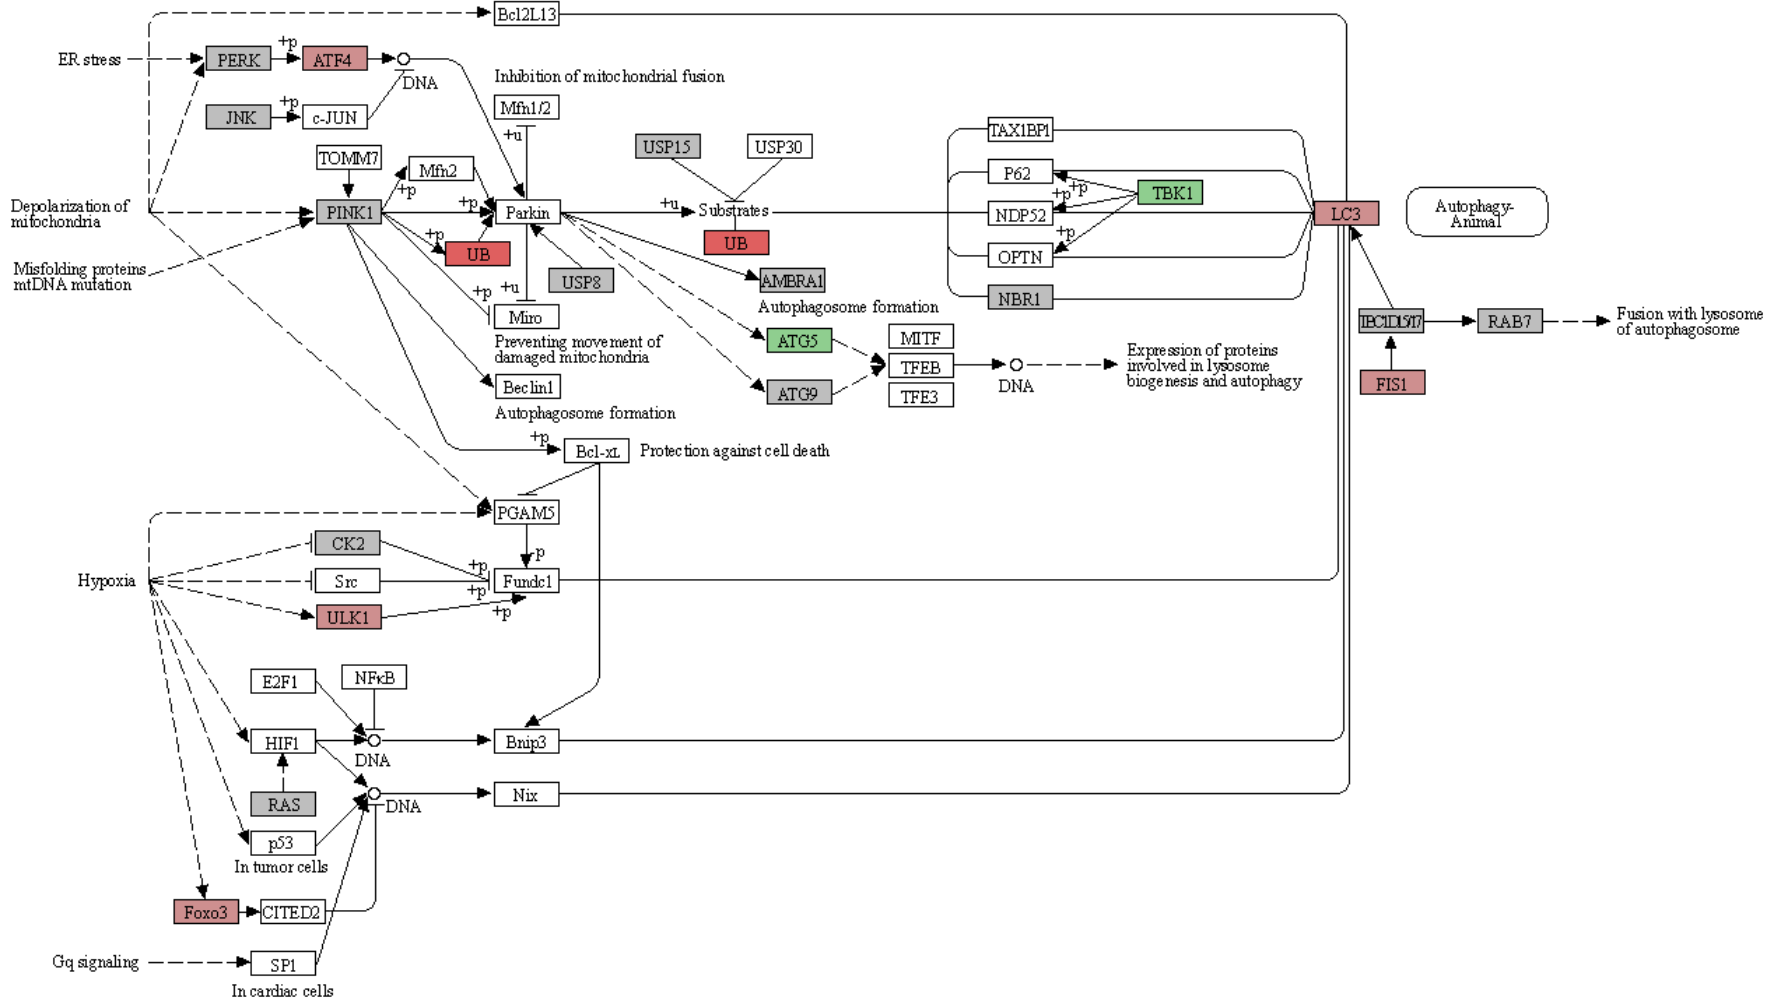 Bcl2L13
ER stress
PERK
+p
ATF4
DNA
JNK
+p
c-JUN
Inhibition of mitochondrial fusion
Mfn1/2
+u
TOMM7
Mfn2
+p
USP15
USP30
TAX1BP1
P62
+p
+p
TBK1
Depolarization of
mitochondria
PINK1
+p
Parkin
+u
Substrates
NDP52
LC3
Autophagy-
Animal
+p
UB
UB
+p
OPTN
Misfolding proteins
mtDNA mutation
USP8
AMBRA1
NBR1
+p
+u
Miro
Autophagosome formation
TBC1D15/17
RAB7
Fusion with lysosome
of autophagosome
Preventing movement of
damaged mitochondria
ATG5
MITF
TFEB
DNA
Expression of proteins
involved in lysosome
biogenesis and autophagy
FIS1
Beclin1
ATG9
TFE3
Autophagosome formation
+p
Bcl-xL
Protection against cell death
PGAM5
-p
CK2
+p
Hypoxia
Src
+p
Fundc1
ULK1
+p
E2F1
NFκB
HIF1
DNA
Bnip3
RAS
DNA
Nix
p53
In tumor cells
Foxo3
CITED2
Gq signaling
SP1
In cardiac cells